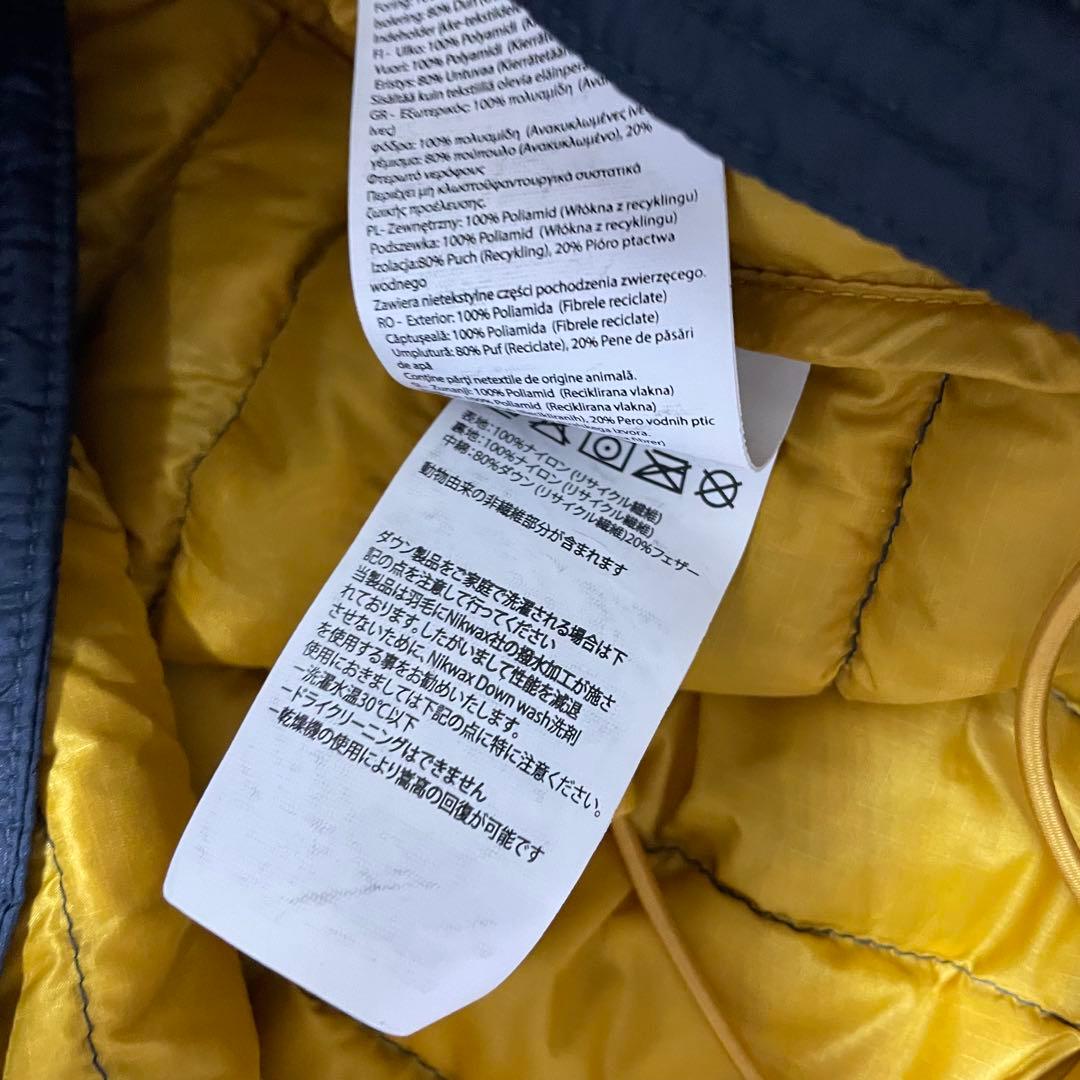 Isolering: 80% Dun
Indeholder ikke-tekstildele
FI - Ulko: 100% Polyamidi
Vuori: 100% Polyamidi (Kierrätetään
Eristys: 80% Untuvaa (Kierrätetään
Sisältää kuin tekstiilli olevia eläinpera
GR - Εξωτερικός: 100% πολυαμίδη
ίνες)
φόδρα: 100% πολυαμίδη (Ανακυκλωμένες ίνε
γέμισμα: 80% πούπουλο (Ανακυκλωμένο), 20%
Φτερωτό νερόφους
Περιέχει μη κλωστοϋφαντουργικά συστατικά
ζωικής προέλευσης.
PL- Zewnętrzny: 100% Poliamid (Włókna z recyklingu)
Podszewka: 100% Poliamid (Włókna z recyklingu)
Izolacja:80% Puch (Recykling), 20% Pióro ptactwa
wodnego
Zawiera nietekstylne części pochodzenia zwierzęcego.
RO - Exterior: 100% Poliamida (Fibrele reciclate)
Căptuşeală: 100% Poliamida (Fibrele reciclate)
Umplutură: 80% Puf (Reciclate), 20% Pene de păsări
de apă
Conține părți netextile de origine animală.
Zunanji: 100% Poliamid (Reciklirana vlakna)
100% Poliamid (Reciklirana vlakna)
20% Pero vodnih ptic
izvora.
表地:100%ナイロン(リサイクル繊維)
裏地:100%ナイロン(リサイクル繊維)
中綿:80%ダウン(リサイクル繊維)20%フェザー
動物由来の非繊維部分が含まれます
ダウン製品をご家庭で洗濯される場合は下
記の点を注意して行ってください
当製品は羽毛にNikwax社の撥水加工が施さ
れております。したがいまして性能を減退
させないために Nikwax Down wash洗剤
を使用する事をお勧めいたします。
使用におきましては下記の点に特に注意ください。
–洗濯水温30℃以下
–ドライクリーニングはできません
–乾燥機の使用により嵩高の回復が可能です